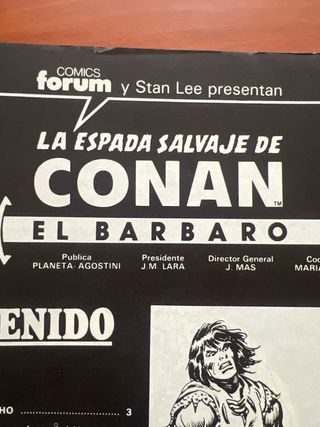 COMICS
forum y Stan Lee presentan
LA ESPADA SALVAJE DE
CONAN
TM
EL BARBARO
Publica Presidente Director General
PLANETA-AGOSTINI J.M. LARA J. MAS
ENIDO
HO ..................... 3